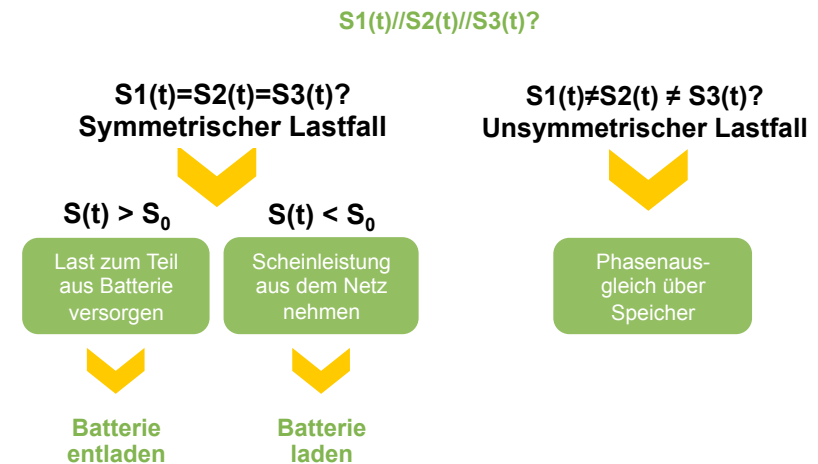 S1(t)//S2(t)//S3(t)?
S1(t)=S2(t)=S3(t)?
Symmetrischer Lastfall
S1(t)≠S2(t) ≠ S3(t)?
Unsymmetrischer Lastfall
S(t) > S₀
S(t) < S₀
Last zum Teil
aus Batterie
versorgen
Scheinleistung
aus dem Netz
nehmen
Phasenaus-
gleich über
Speicher
Batterie
entladen
Batterie
laden